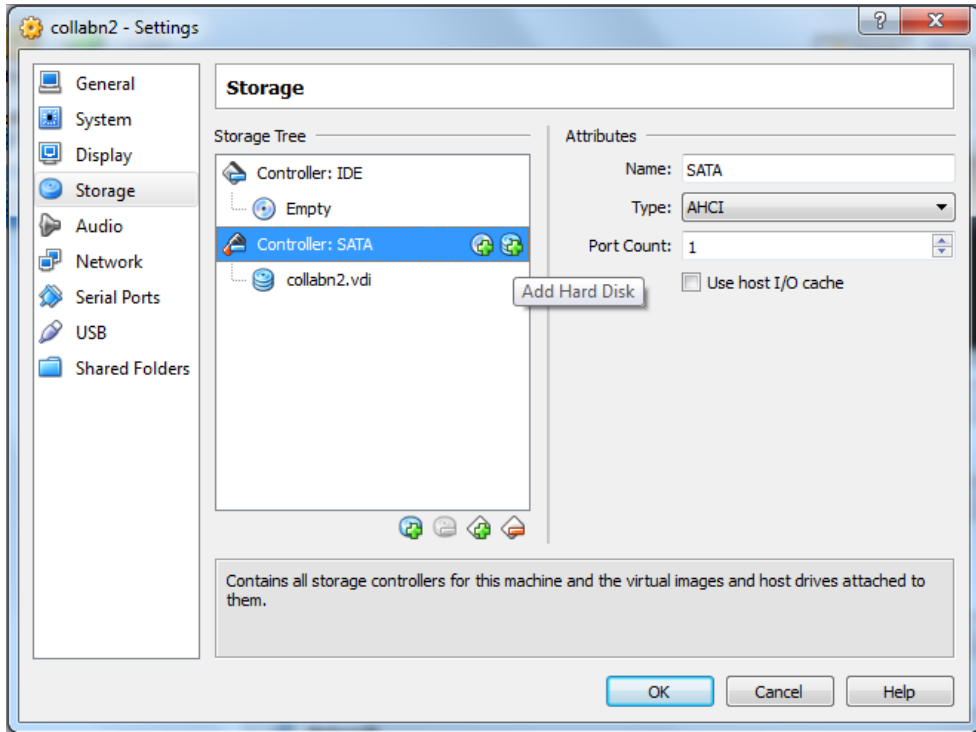 collabn2 - Settings
General
System
Display
Storage
Audio
Network
Serial Ports
USB
Shared Folders
Storage
Storage Tree
Controller: IDE
Empty
Controller: SATA
collabn2.vdi
Add Hard Disk
Attributes
Name: SATA
Type: AHCI
Port Count: 1
Use host I/O cache
Contains all storage controllers for this machine and the virtual images and host drives attached to
them.
OK Cancel Help